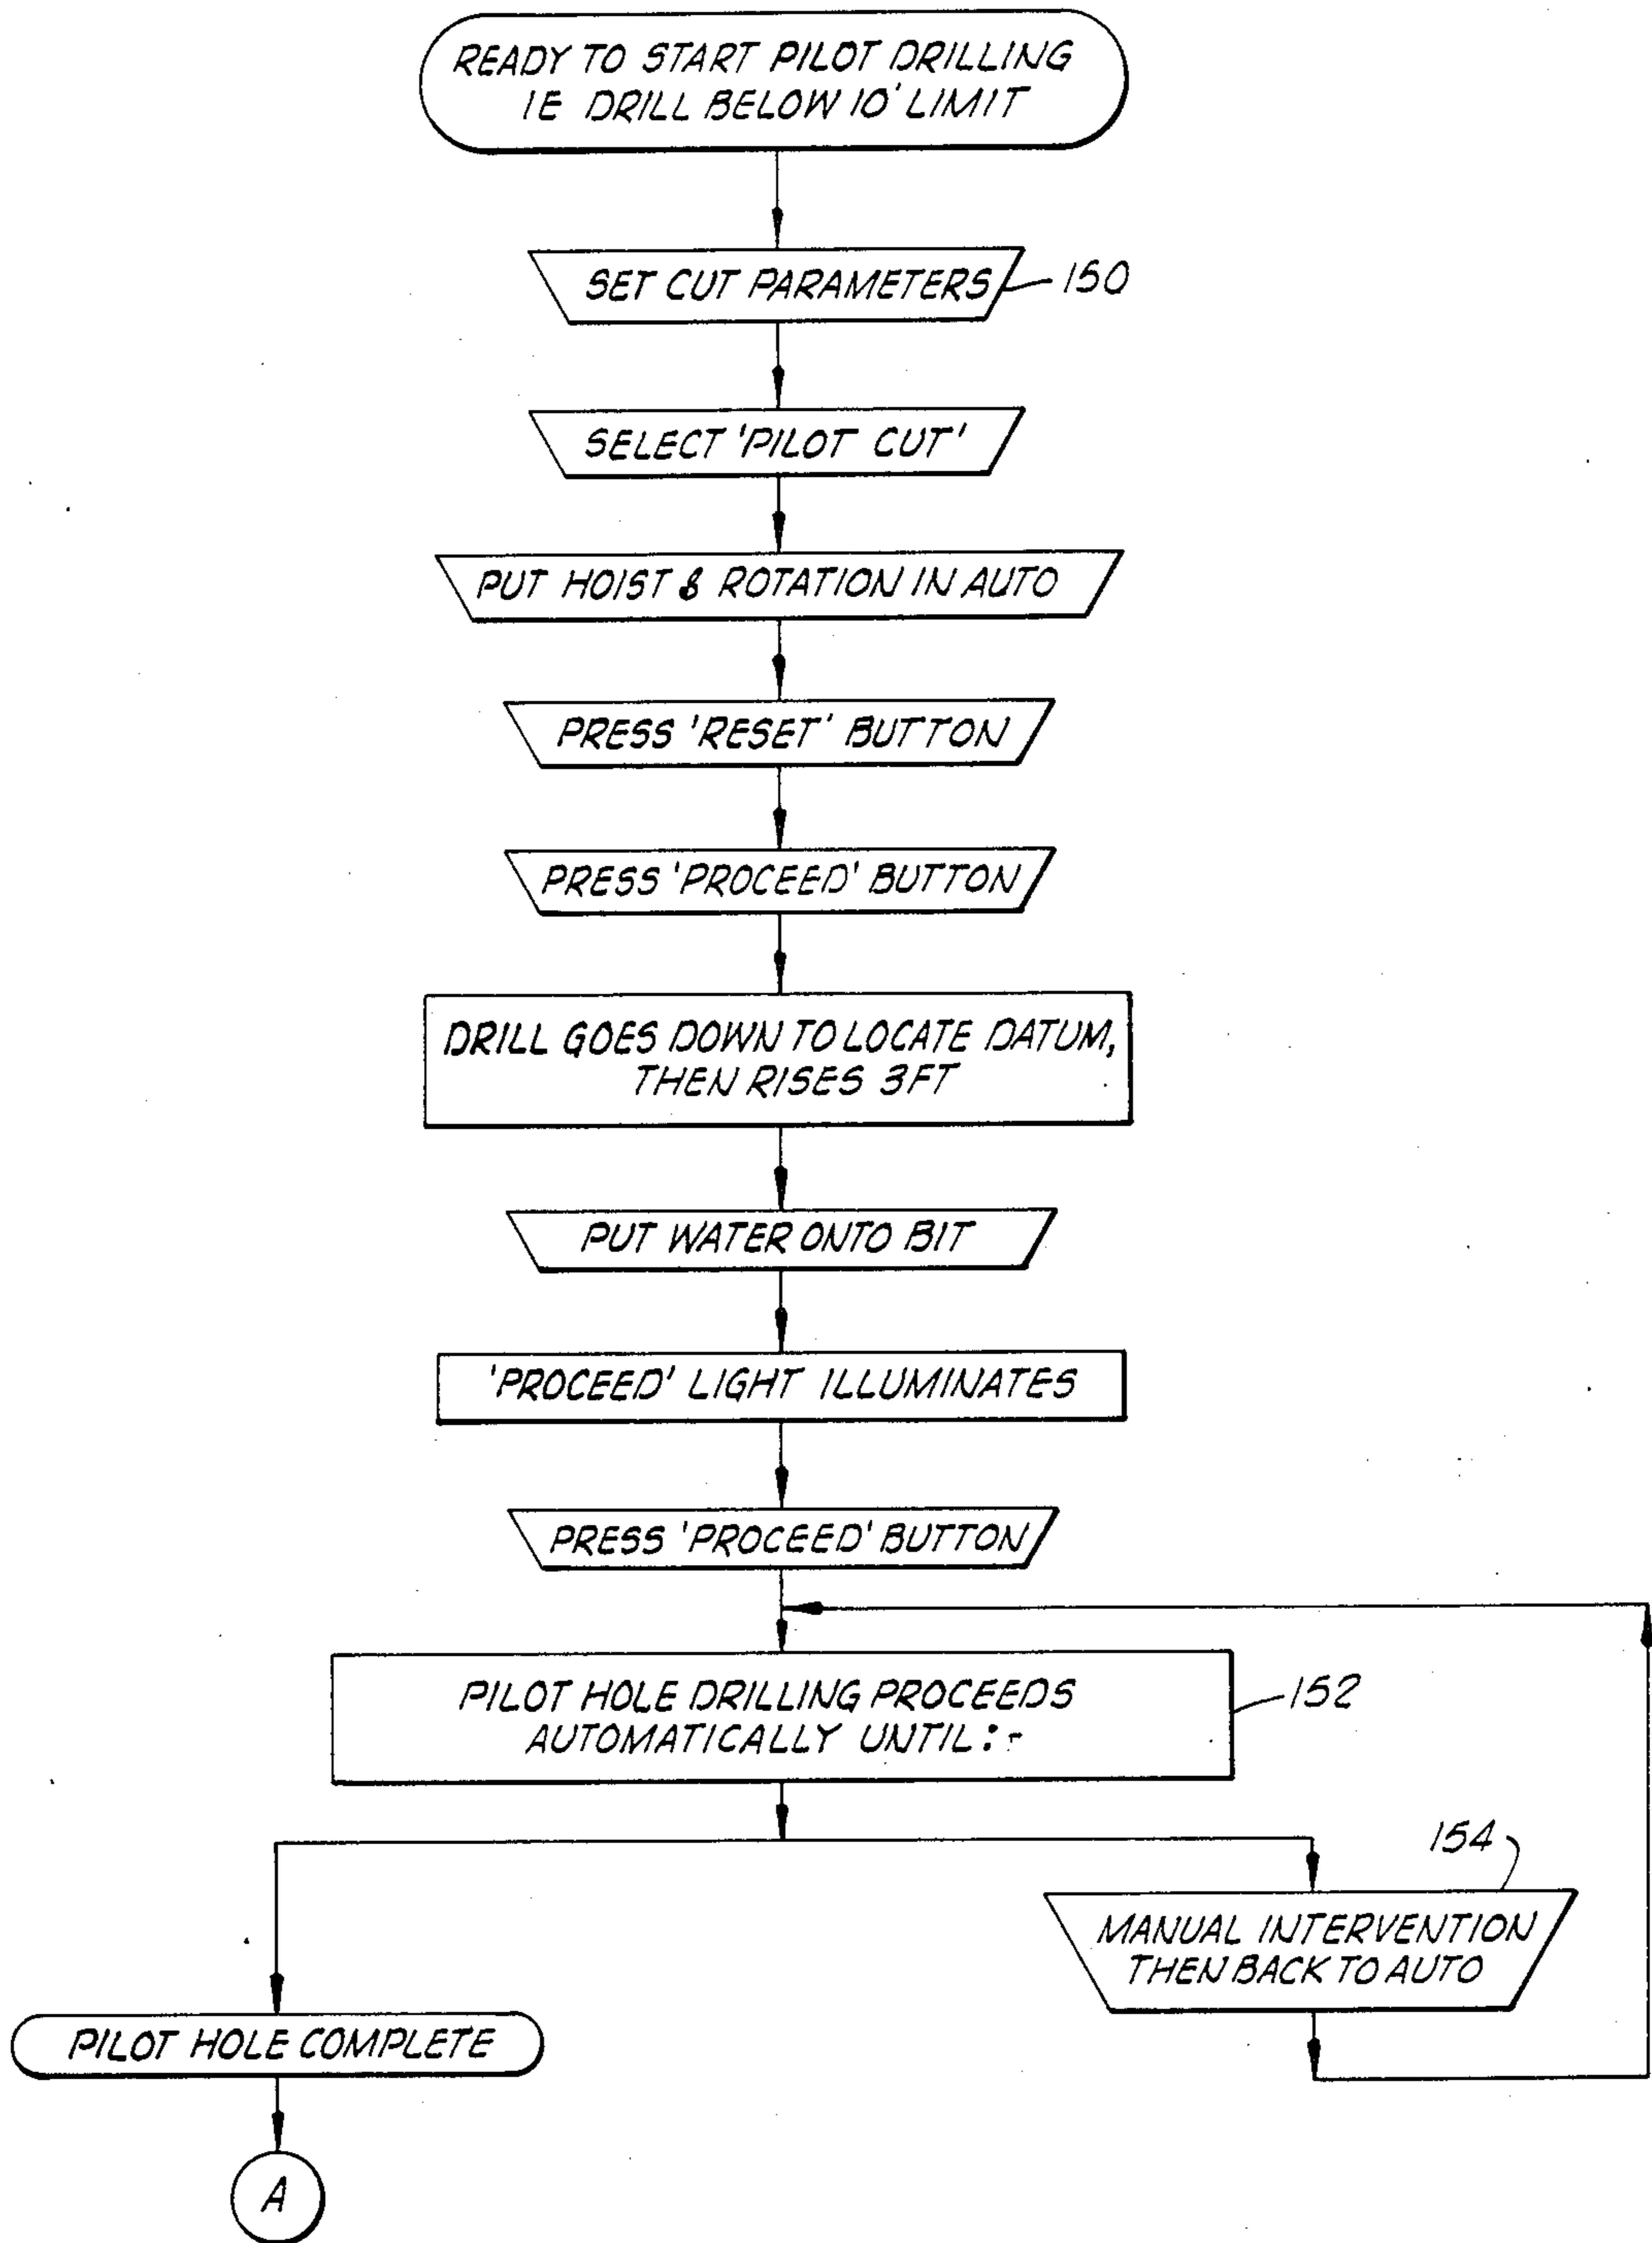 READY TO START PILOT DRILLING
IE DRILL BELOW 10' LIMIT
SET CUT PARAMETERS
150
SELECT 'PILOT CUT'
PUT HOIST & ROTATION IN AUTO
PRESS 'RESET' BUTTON
PRESS 'PROCEED' BUTTON
DRILL GOES DOWN TO LOCATE DATUM,
THEN RISES 3FT
PUT WATER ONTO BIT
'PROCEED' LIGHT ILLUMINATES
PRESS 'PROCEED' BUTTON
PILOT HOLE DRILLING PROCEEDS
AUTOMATICALLY UNTIL:-
152
154
MANUAL INTERVENTION
THEN BACK TO AUTO
PILOT HOLE COMPLETE
A